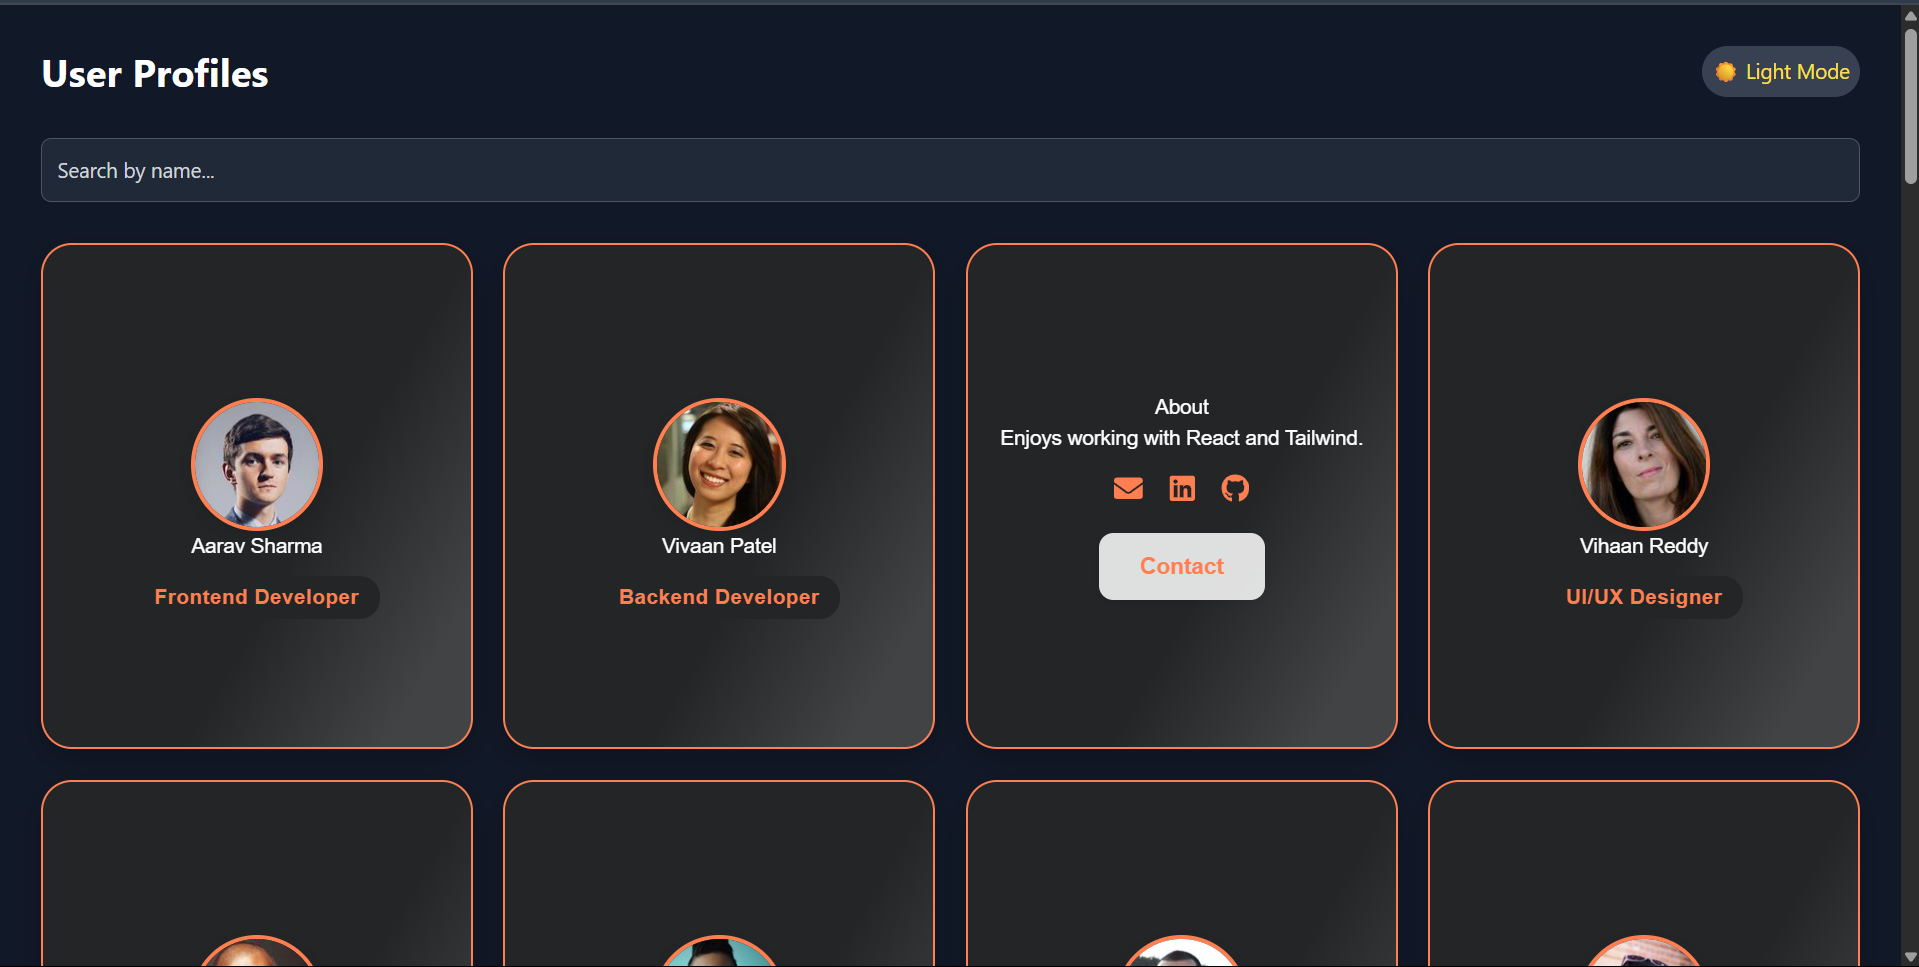 User Profiles
Light Mode
Search by name...
Aarav Sharma
Frontend Developer
Vivaan Patel
Backend Developer
About
Enjoys working with React and Tailwind.
in
Contact
Vihaan Reddy
UI/UX Designer